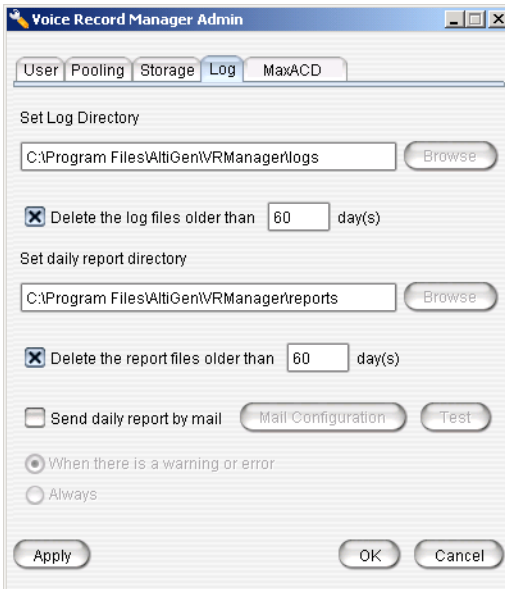 Voice Record Manager Admin
User Pooling Storage Log MaxACD
Set Log Directory
C:\Program Files\AltiGen\VRManager\logs Browse
Delete the log files older than 60 day(s)
Set daily report directory
C:\Program Files\AltiGen\VRManager\reports Browse
Delete the report files older than 60 day(s)
Send daily report by mail Mail Configuration Test
When there is a warning or error
Always
Apply OK Cancel